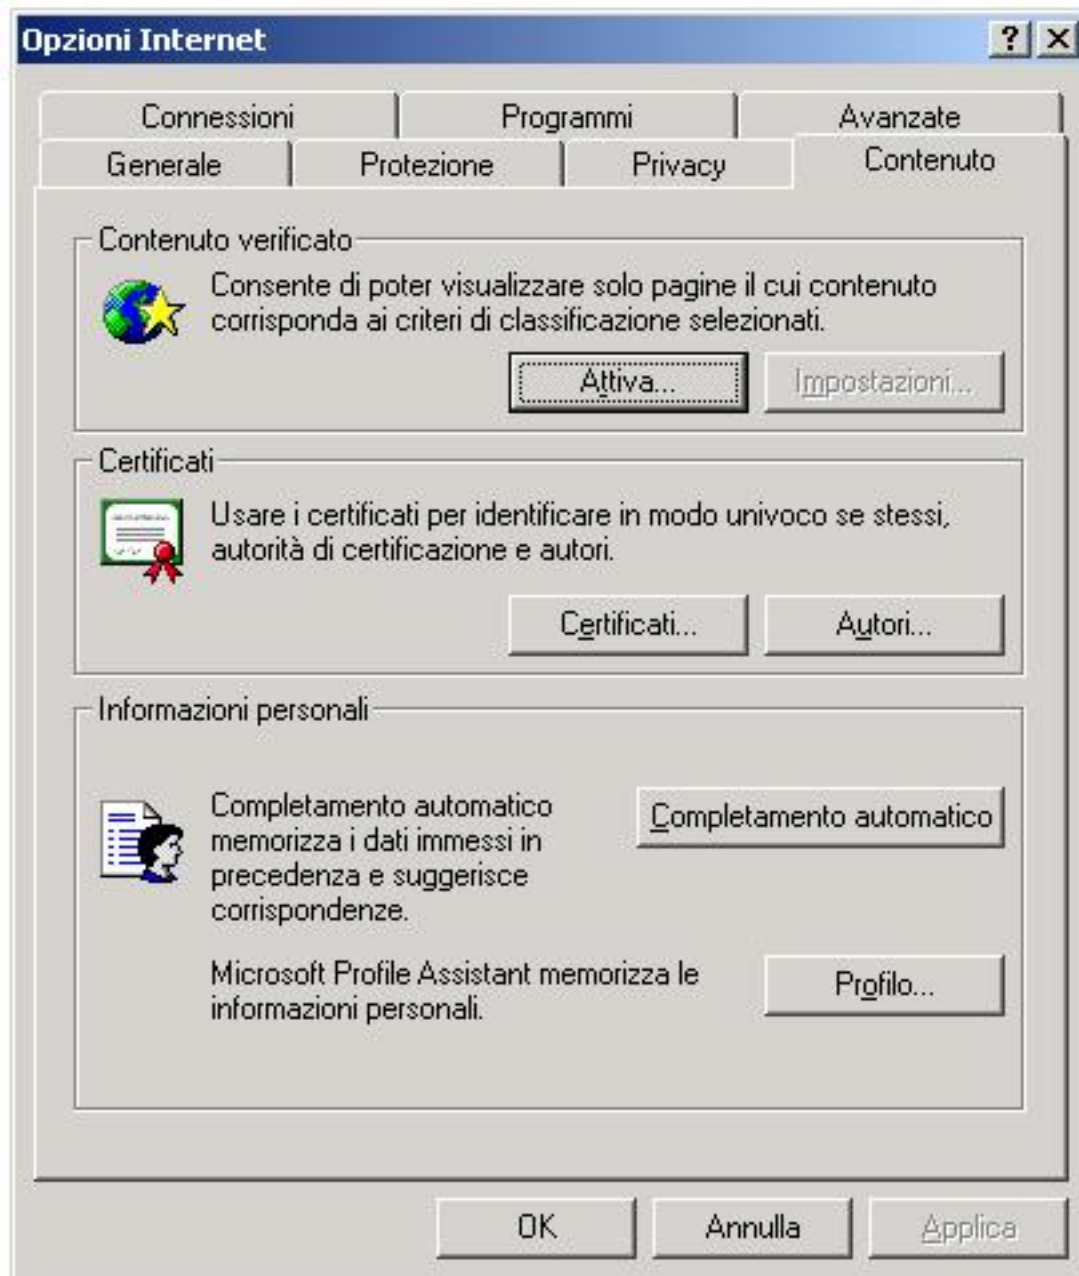 Opzioni Internet
Connessioni Programmi Avanzate
Generale Protezione Privacy Contenuto
Contenuto verificato
Consente di poter visualizzare solo pagine il cui contenuto
corrisponda ai criteri di classificazione selezionati.
Attiva... Impostazioni...
Certificati
Usare i certificati per identificare in modo univoco se stessi,
autorità di certificazione e autori.
Certificati... Autori...
Informazioni personali
Completamento automatico
memorizza i dati immessi in
precedenza e suggerisce
corrispondenze.
Completamento automatico
Microsoft Profile Assistant memorizza le
informazioni personali.
Profilo...
OK Annulla Applica